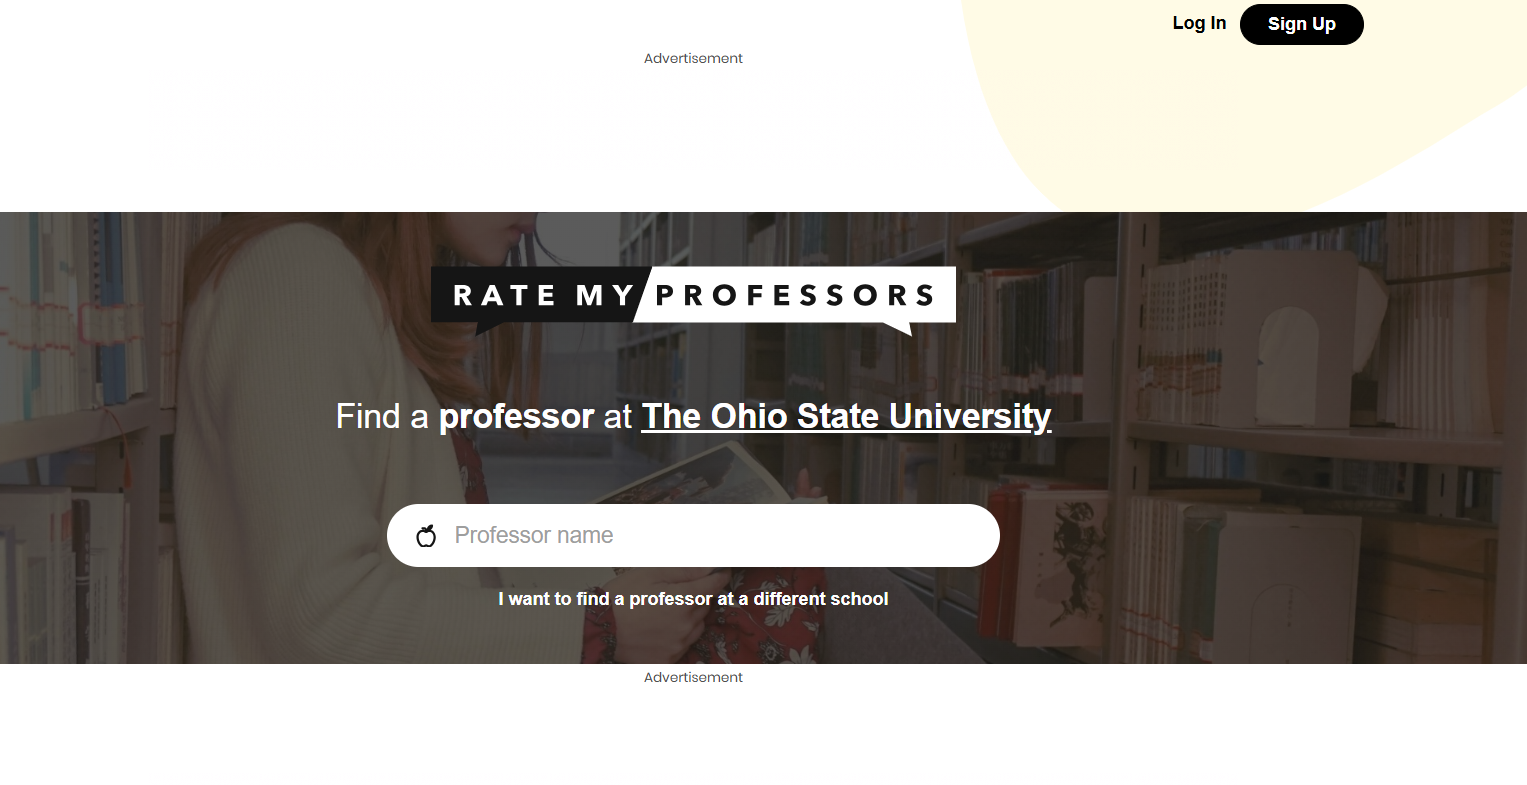 Log In Sign Up
Advertisement
RATE MY PROFESSORS
Find a professor at The Ohio State University
Professor name
I want to find a professor at a different school
Advertisement